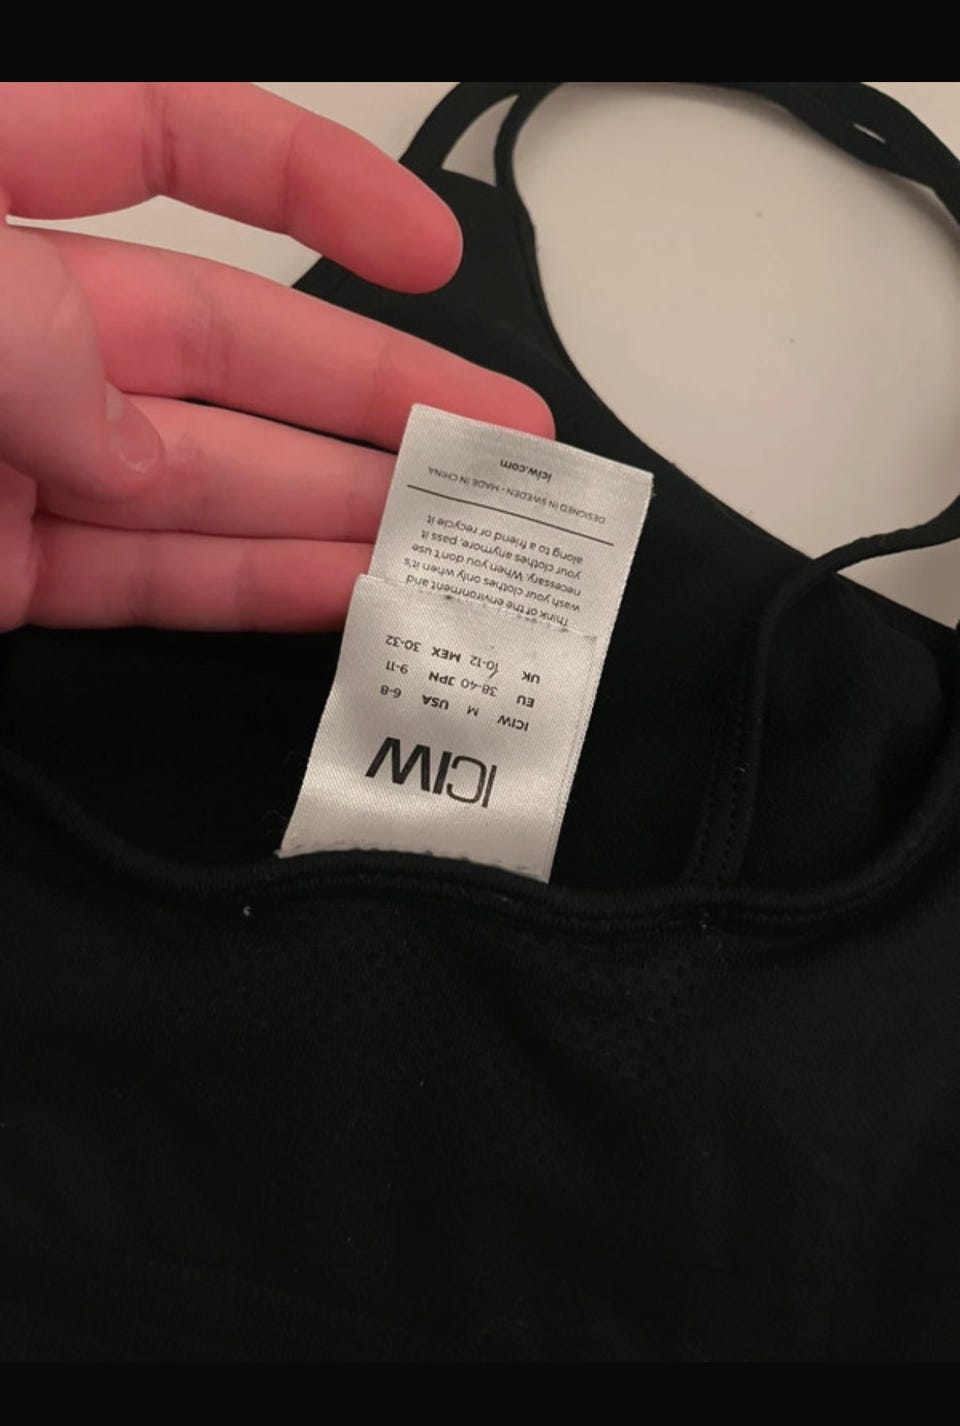 ICIW
ICIW M USA 6-8
EU 38-40 JPN 9-11
UK 10-12 MEX 30-32
Think of the environment and
wash your clothes only when it's
necessary. When you don't use
your clothes anymore, pass it
along to a friend or recycle it
DESIGNED IN SWEDEN - MADE IN CHINA
iciw.com